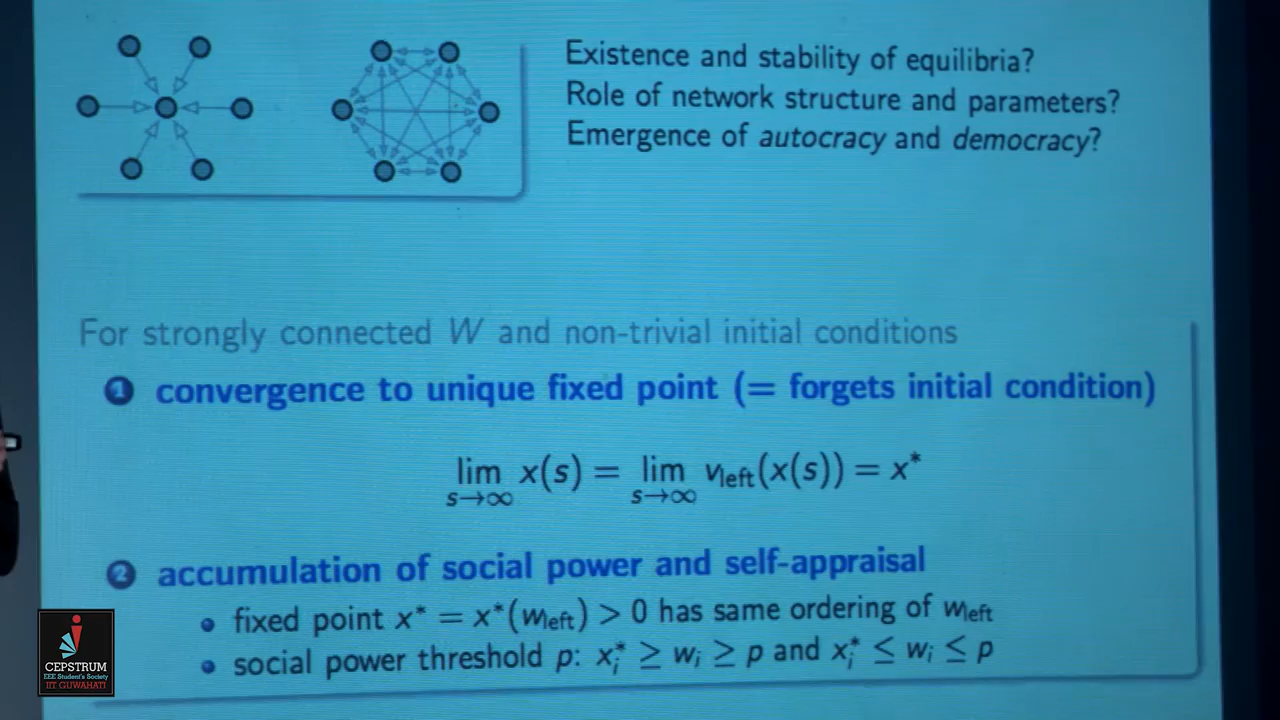 Existence and stability of equilibria?
Role of network structure and parameters?
Emergence of autocracy and democracy?
For strongly connected W and non-trivial initial conditions
1 convergence to unique fixed point (= forgets initial condition)
lim x(s) = lim v_left(x(s)) = x*
s→∞ s→∞
2 accumulation of social power and self-appraisal
• fixed point x* = x*(w_left) > 0 has same ordering of w_left
• social power threshold p: x_i* ≥ w_i ≥ p and x_i* ≤ w_i ≤ p
CEPSTRUM
EEE Student's Society
IIT GUWAHATI